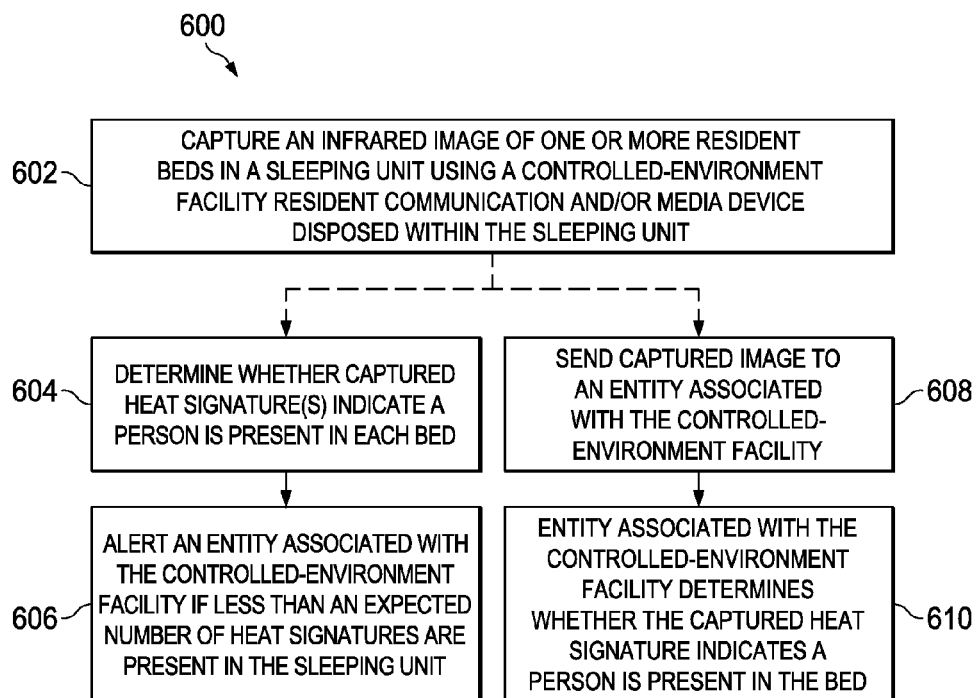 600
602
CAPTURE AN INFRARED IMAGE OF ONE OR MORE RESIDENT
BEDS IN A SLEEPING UNIT USING A CONTROLLED-ENVIRONMENT
FACILITY RESIDENT COMMUNICATION AND/OR MEDIA DEVICE
DISPOSED WITHIN THE SLEEPING UNIT
604
DETERMINE WHETHER CAPTURED
HEAT SIGNATURE(S) INDICATE A
PERSON IS PRESENT IN EACH BED
606
ALERT AN ENTITY ASSOCIATED WITH
THE CONTROLLED-ENVIRONMENT
FACILITY IF LESS THAN AN EXPECTED
NUMBER OF HEAT SIGNATURES ARE
PRESENT IN THE SLEEPING UNIT
SEND CAPTURED IMAGE TO
AN ENTITY ASSOCIATED
WITH THE CONTROLLED-
ENVIRONMENT FACILITY
608
ENTITY ASSOCIATED WITH THE
CONTROLLED-ENVIRONMENT
FACILITY DETERMINES
WHETHER THE CAPTURED HEAT
SIGNATURE INDICATES A
PERSON IS PRESENT IN THE BED
610